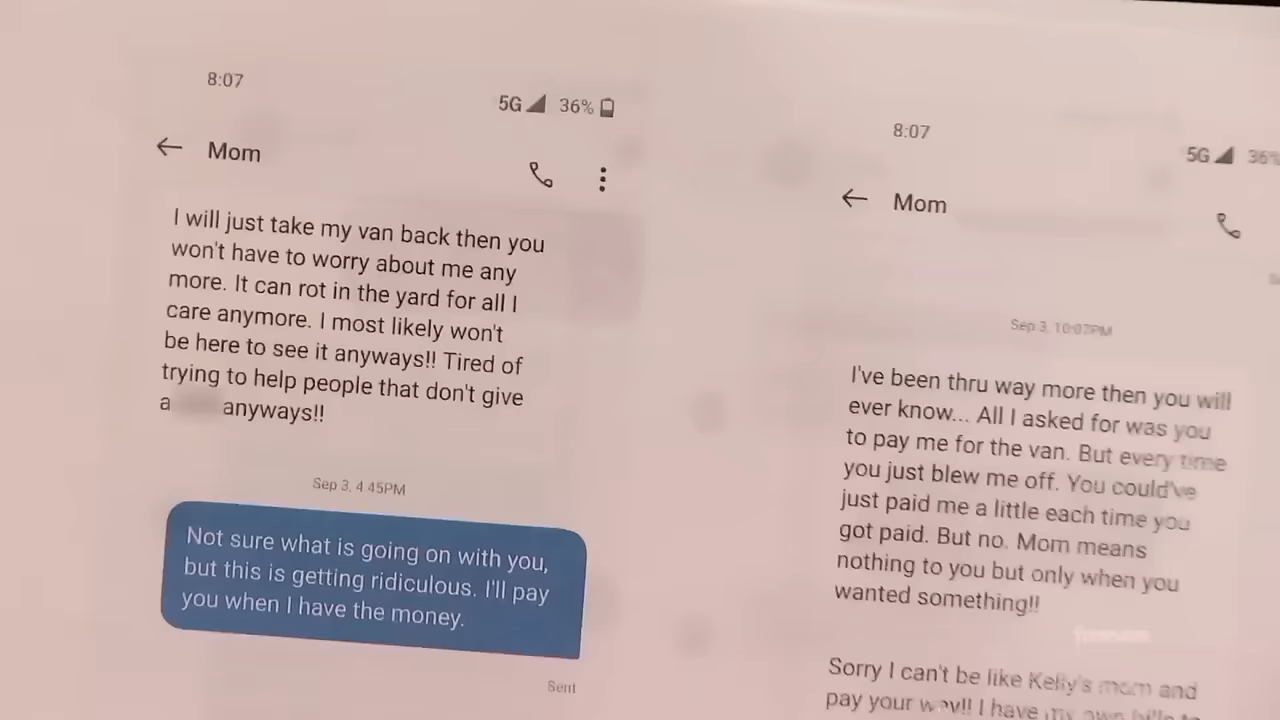 8:07
5G 36%
Mom
I will just take my van back then you
won't have to worry about me any
more. It can rot in the yard for all I
care anymore. I most likely won't
be here to see it anyways!! Tired of
trying to help people that don't give
a anyways!!
Sep 3, 4:45PM
Not sure what is going on with you,
but this is getting ridiculous. I'll pay
you when I have the money.
Sent
8:07
5G 36%
Mom
Sep 3, 10:07PM
I've been thru way more then you will
ever know... All I asked for was you
to pay me for the van. But every time
you just blew me off. You could've
just paid me a little each time you
got paid. But no. Mom means
nothing to you but only when you
wanted something!!
Sorry I can't be like Kelly's mom and
pay your way!! I have my own bills to